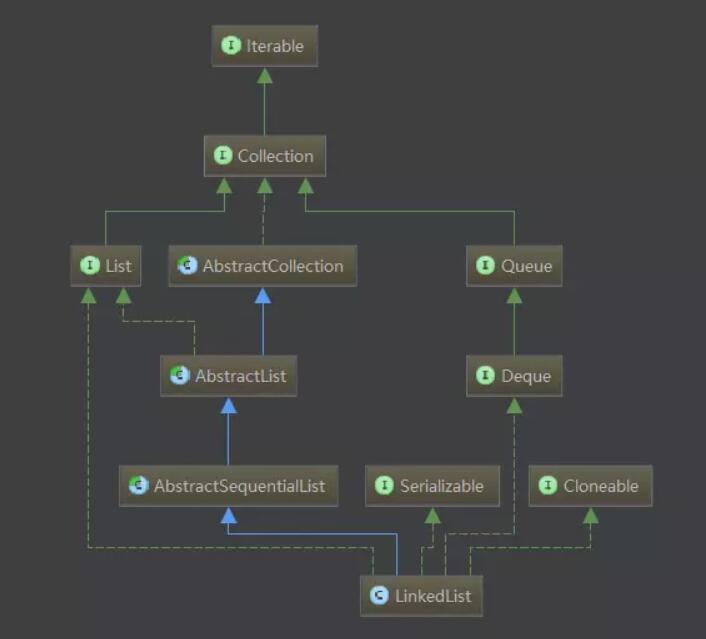 I Iterable
I Collection
I List
C AbstractCollection
I Queue
C AbstractList
I Deque
C AbstractSequentialList
I Serializable
I Cloneable
C LinkedList